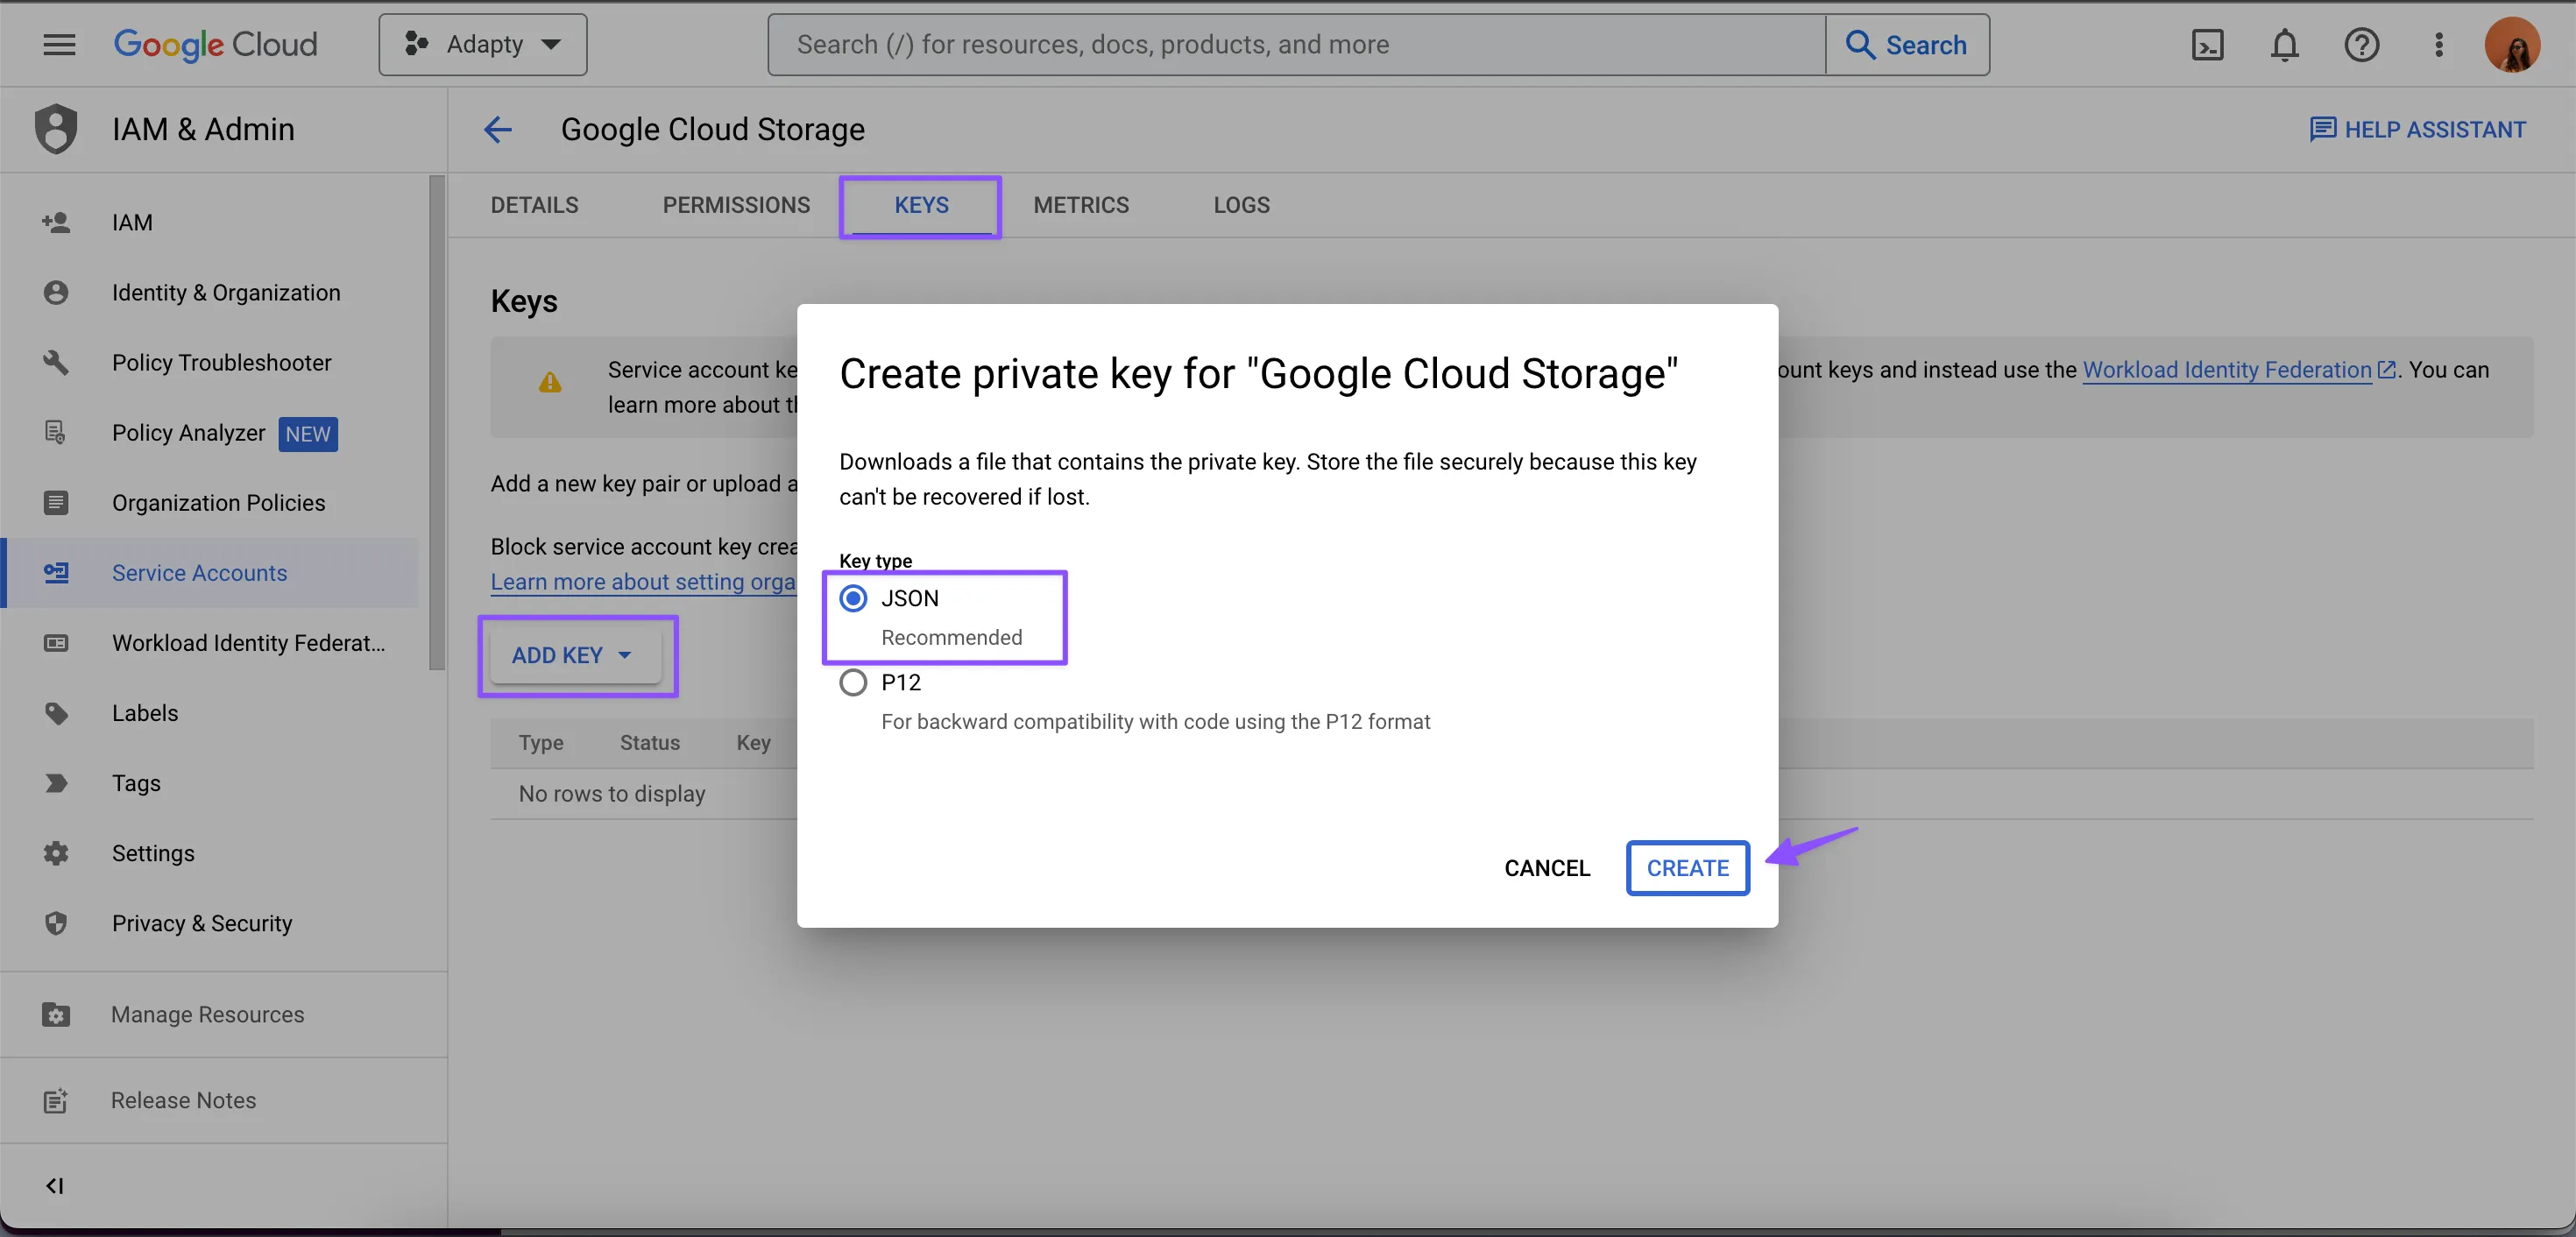 Google Cloud
Adapty
Search (/) for resources, docs, products, and more
Search
IAM & Admin
Google Cloud Storage
HELP ASSISTANT
DETAILS
PERMISSIONS
KEYS
METRICS
LOGS
IAM
Identity & Organization
Policy Troubleshooter
Policy Analyzer NEW
Organization Policies
Service Accounts
Workload Identity Federat...
Labels
Tags
Settings
Privacy & Security
Manage Resources
Release Notes
Keys
Service account ke
ount keys and instead use the Workload Identity Federation. You can
learn more about th
Add a new key pair or upload a
Block service account key crea
Learn more about setting orga
ADD KEY
Type Status Key
No rows to display
Create private key for "Google Cloud Storage"
Downloads a file that contains the private key. Store the file securely because this key
can't be recovered if lost.
Key type
JSON
Recommended
P12
For backward compatibility with code using the P12 format
CANCEL
CREATE